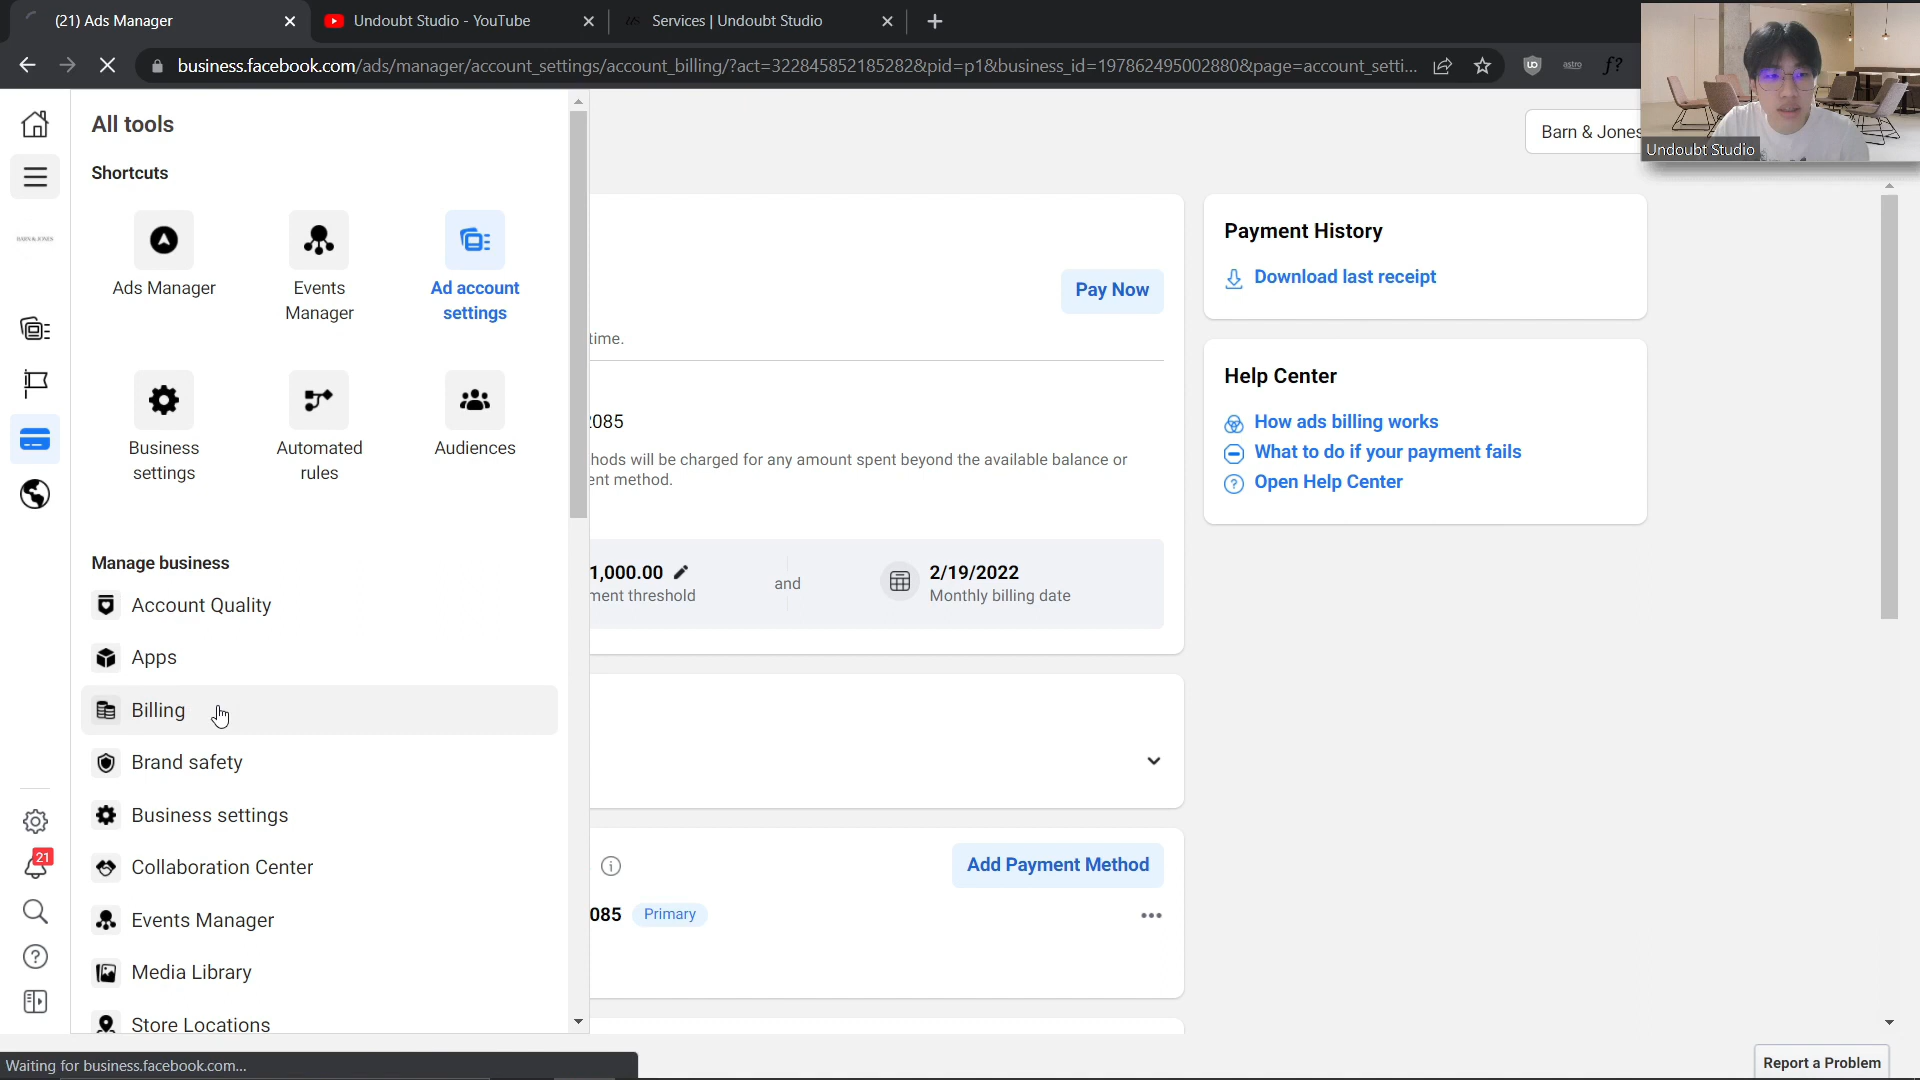 (21) Ads Manager
Undoubt Studio - YouTube
Services | Undoubt Studio
business.facebook.com/ads/manager/account_settings/account_billing/?act=322845852185282&pid=p1&business_id=197862495002880&page=account_setti...
Undoubt Studio
Barn & Jones
All tools
Shortcuts
BARN & JONES
Ads Manager
Events Manager
Ad account settings
Business settings
Automated rules
Audiences
Manage business
Account Quality
Apps
Billing
Brand safety
Business settings
Collaboration Center
Events Manager
Media Library
Store Locations
21
Pay Now
time.
2085
hods will be charged for any amount spent beyond the available balance or
ent method.
1,000.00
ment threshold
and
2/19/2022
Monthly billing date
Add Payment Method
085
Primary
Payment History
Download last receipt
Help Center
How ads billing works
What to do if your payment fails
Open Help Center
Waiting for business.facebook.com...
Report a Problem